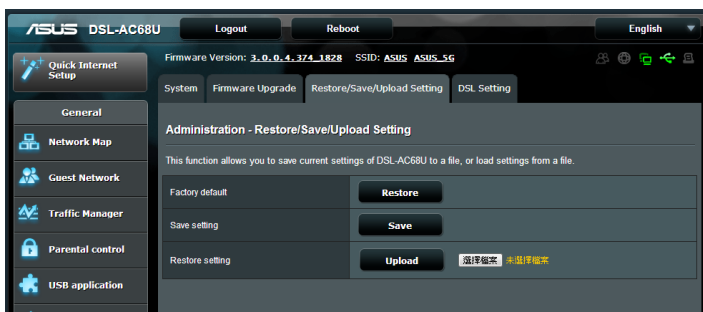 ASUS DSL-AC68U Logout Reboot English
Quick Internet Setup
Firmware Version: 3.0.0.4.374_1828 SSID: ASUS ASUS_5G
System Firmware Upgrade Restore/Save/Upload Setting DSL Setting
General
Network Map
Guest Network
Traffic Manager
Parental control
USB application
Administration - Restore/Save/Upload Setting
This function allows you to save current settings of DSL-AC68U to a file, or load settings from a file.
Factory default Restore
Save setting Save
Restore setting Upload 選擇檔案 未選擇檔案